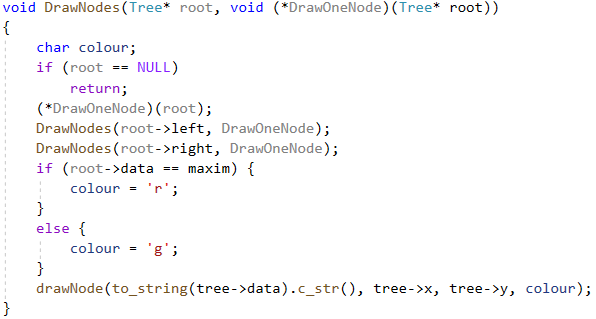 void DrawNodes(Tree* root, void (*DrawOneNode)(Tree* root))
{
    char colour;
    if (root == NULL)
        return;
    (*DrawOneNode)(root);
    DrawNodes(root->left, DrawOneNode);
    DrawNodes(root->right, DrawOneNode);
    if (root->data == maxim) {
        colour = 'r';
    }
    else {
        colour = 'g';
    }
    drawNode(to_string(tree->data).c_str(), tree->x, tree->y, colour);
}